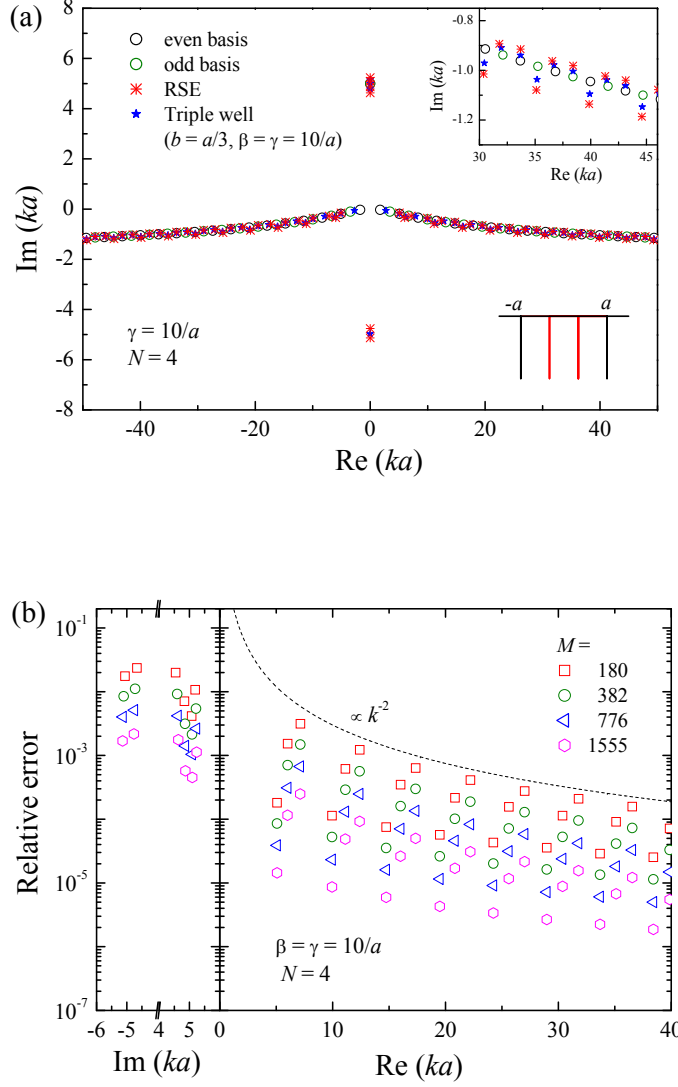 (a)
8
6
4
2
0
-2
-4
-6
-8
Im (ka)
even basis
odd basis
RSE
Triple well
(b = a/3, β = γ = 10/a)
-0.8
-1.0
-1.2
Im (ka)
30 35 40 45
Re (ka)
γ = 10/a
N = 4
-a a
-40 -20 0 20 40
Re (ka)
(b)
10-1
10-3
10-5
10-7
Relative error
∝ k-2
M =
180
382
776
1555
β = γ = 10/a
N = 4
-6 -5 4 5 0 10 20 30 40
Im (ka) Re (ka)